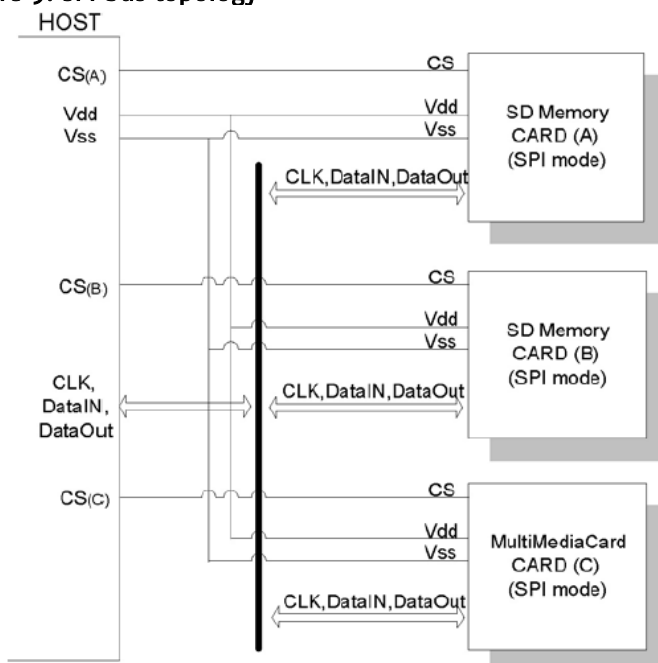 HOST
CS(A)
CS
Vdd
Vdd
Vss
Vss
SD Memory
CARD (A)
(SPI mode)
CLK,DataIN,DataOut
CS(B)
CS
Vdd
Vss
SD Memory
CARD (B)
(SPI mode)
CLK,
DataIN,
DataOut
CLK,DataIN,DataOut
CS(C)
CS
Vdd
Vss
MultiMediaCard
CARD (C)
(SPI mode)
CLK,DataIN,DataOut